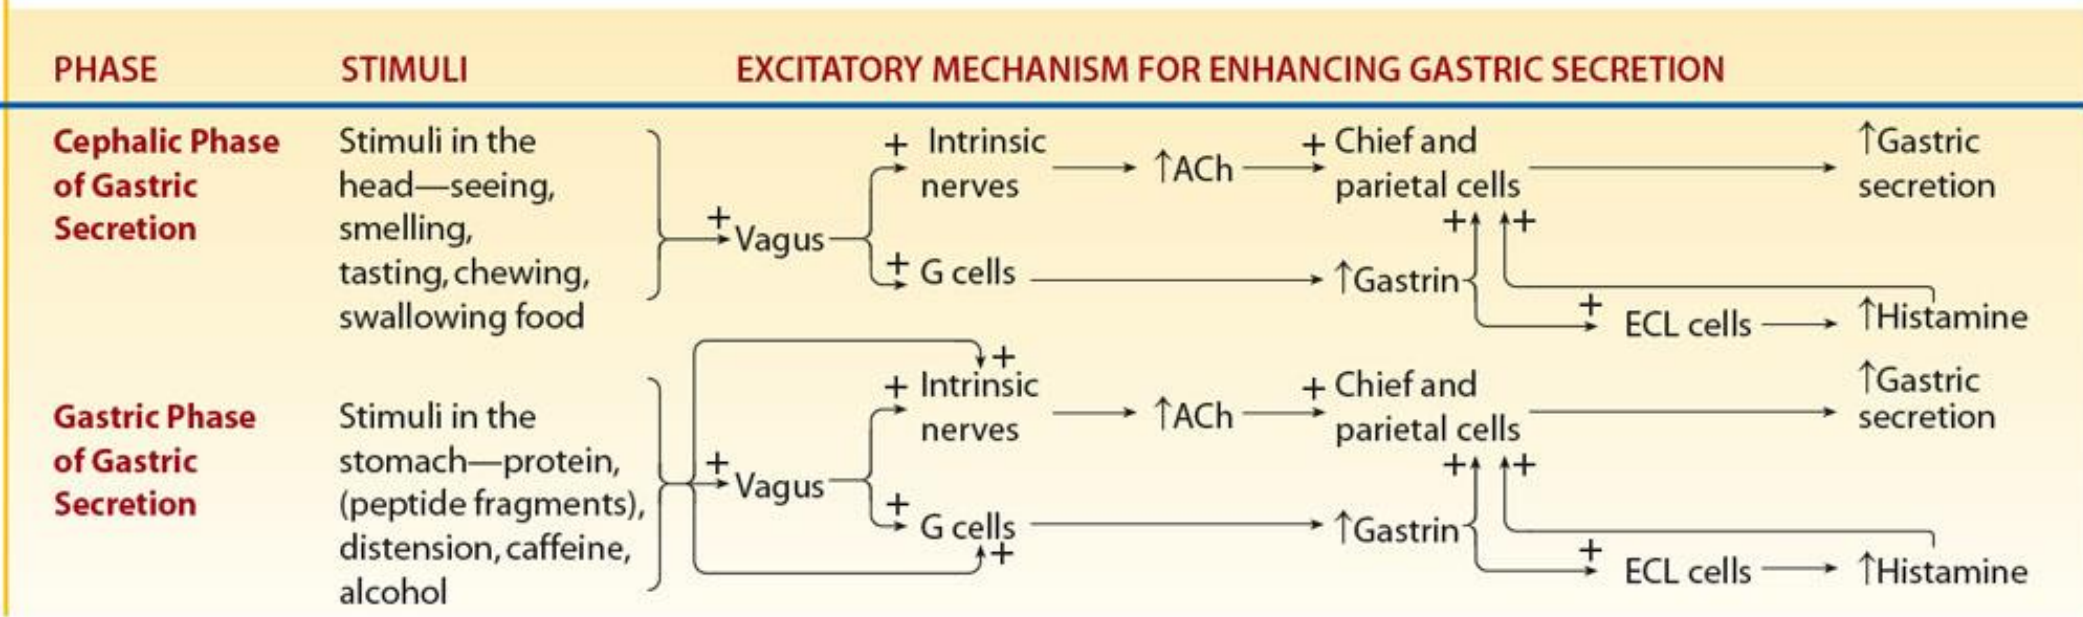 PHASE STIMULI EXCITATORY MECHANISM FOR ENHANCING GASTRIC SECRETION
Cephalic Phase
of Gastric
Secretion
Stimuli in the
head—seeing,
smelling,
tasting, chewing,
swallowing food
+ Vagus
+ Intrinsic
nerves
↑ACh
+ Chief and
parietal cells
↑Gastric
secretion
+ +
+ G cells
↑Gastrin
+ ECL cells
↑Histamine
Gastric Phase
of Gastric
Secretion
Stimuli in the
stomach—protein,
(peptide fragments),
distension, caffeine,
alcohol
+ Vagus
+
+ Intrinsic
nerves
↑ACh
+ Chief and
parietal cells
↑Gastric
secretion
+ +
+ G cells
+
↑Gastrin
+ ECL cells
↑Histamine